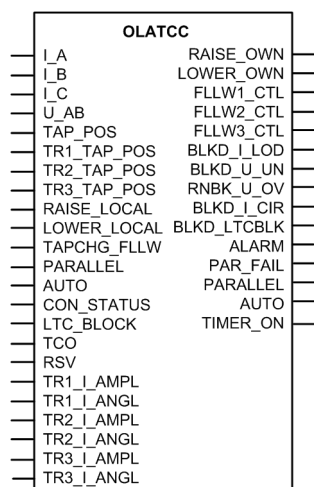 OLATCC
I_A RAISE_OWN
I_B LOWER_OWN
I_C FLLW1_CTL
U_AB FLLW2_CTL
TAP_POS FLLW3_CTL
TR1_TAP_POS BLKD_I_LOD
TR2_TAP_POS BLKD_U_UN
TR3_TAP_POS RNBK_U_OV
RAISE_LOCAL BLKD_I_CIR
LOWER_LOCAL BLKD_LTCBLK
TAPCHG_FLLW ALARM
PARALLEL PAR_FAIL
AUTO PARALLEL
CON_STATUS AUTO
LTC_BLOCK TIMER_ON
TCO
RSV
TR1_I_AMPL
TR1_I_ANGL
TR2_I_AMPL
TR2_I_ANGL
TR3_I_AMPL
TR3_I_ANGL